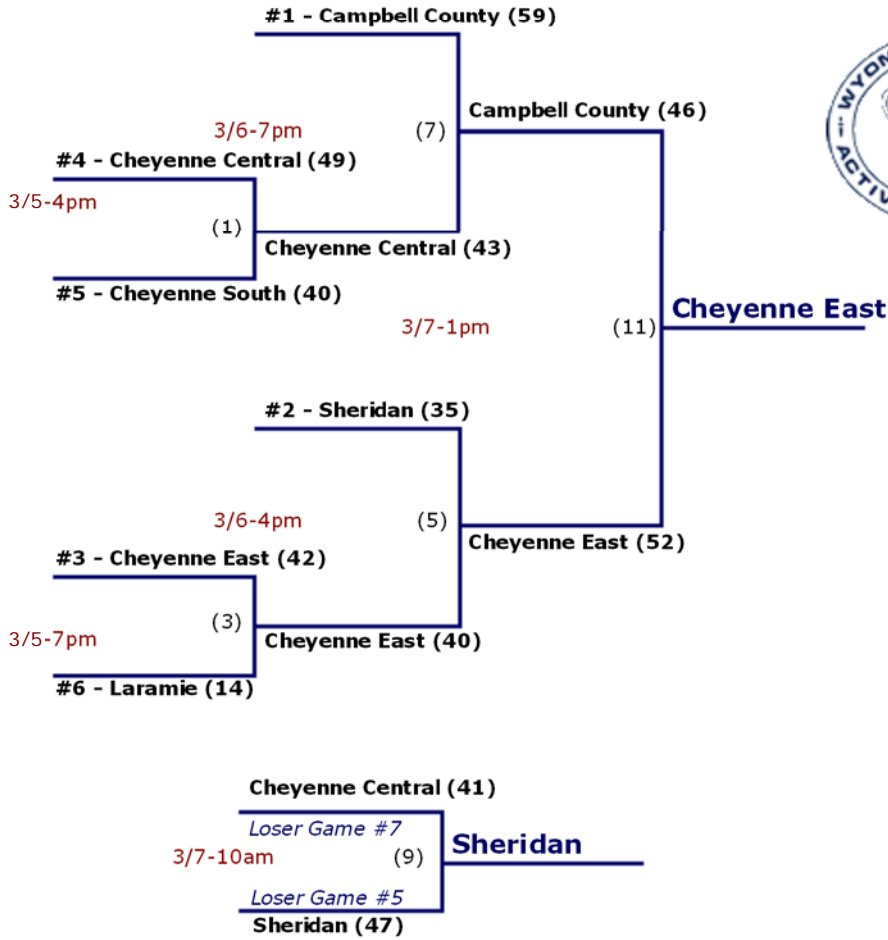 #1 - Campbell County (59)
WYOM
ACTIV
3/6-7pm
(7)
Campbell County (46)
#4 - Cheyenne Central (49)
3/5-4pm
(1)
Cheyenne Central (43)
#5 - Cheyenne South (40)
3/7-1pm
(11)
Cheyenne East
#2 - Sheridan (35)
3/6-4pm
(5)
Cheyenne East (52)
#3 - Cheyenne East (42)
3/5-7pm
(3)
Cheyenne East (40)
#6 - Laramie (14)
Cheyenne Central (41)
Loser Game #7
3/7-10am
(9)
Sheridan
Loser Game #5
Sheridan (47)